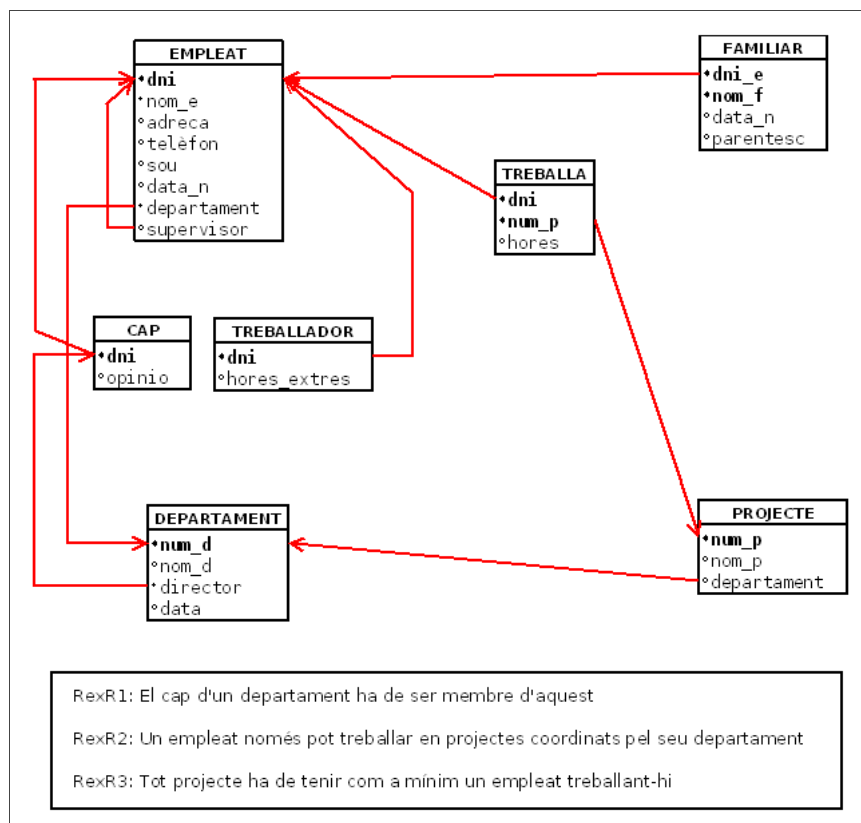 EMPLEAT
dni
nom_e
adreca
telèfon
sou
data_n
departament
supervisor
FAMILIAR
dni_e
nom_f
data_n
parentesc
TREBALLA
dni
num_p
hores
CAP
dni
opinio
TREBALLADOR
dni
hores_extres
DEPARTAMENT
num_d
nom_d
director
data
PROJECTE
num_p
nom_p
departament
RexR1: El cap d'un departament ha de ser membre d'aquest
RexR2: Un empleat només pot treballar en projectes coordinats pel seu departament
RexR3: Tot projecte ha de tenir com a mínim un empleat treballant-hi